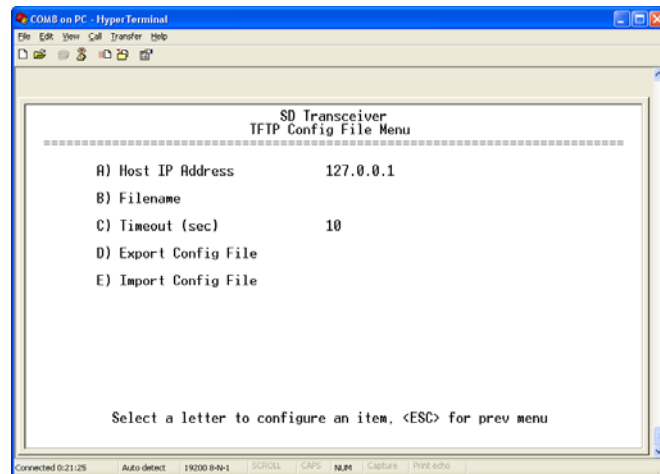 COM8 on PC - HyperTerminal
File Edit View Call Transfer Help
SD Transceiver
TFTP Config File Menu
==========================================================================
A) Host IP Address 127.0.0.1
B) Filename
C) Timeout (sec) 10
D) Export Config File
E) Import Config File
Select a letter to configure an item, <ESC> for prev menu
Connected 0:21:25 Auto detect 19200 8-N-1 SCROLL CAPS NUM Capture Print echo